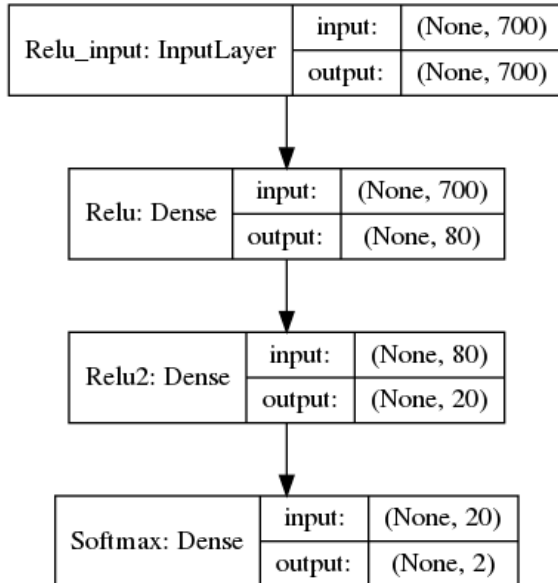 Relu_input: InputLayer
input: (None, 700)
output: (None, 700)
Relu: Dense
input: (None, 700)
output: (None, 80)
Relu2: Dense
input: (None, 80)
output: (None, 20)
Softmax: Dense
input: (None, 20)
output: (None, 2)